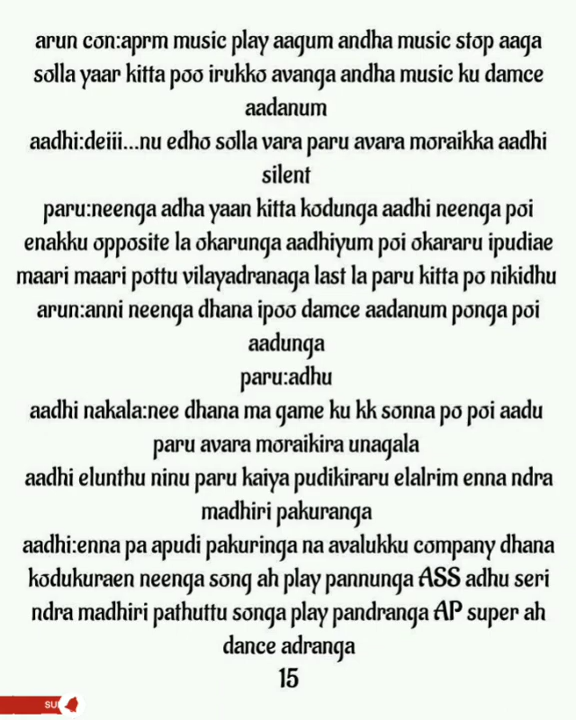 arun con:aprm music play aagum andha music stop aaga
solla yaar kitta poo irukko avanga andha music ku damce
aadanum
aadhi:deiii...nu edho solla vara paru avara moraikka aadhi
silent
paru:neenga adha yaan kitta kodunga aadhi neenga poi
enakku opposite la okarunga aadhiyum poi okararu ipudiae
maari maari pottu vilayadranaga last la paru kitta po nikidhu
arun:anni neenga dhana ipoo damce aadanum ponga poi
aadunga
paru:adhu
aadhi nakala:nee dhana ma game ku kk sonna po poi aadu
paru avara moraikira unagala
aadhi elunthu ninu paru kaiya pudikiraru elalrim enna ndra
madhiri pakuranga
aadhi:enna pa apudi pakuringa na avalukku company dhana
kodukuraen neenga song ah play pannunga ASS adhu seri
ndra madhiri pathuttu songa play pandranga AP super ah
dance adranga
15
SU